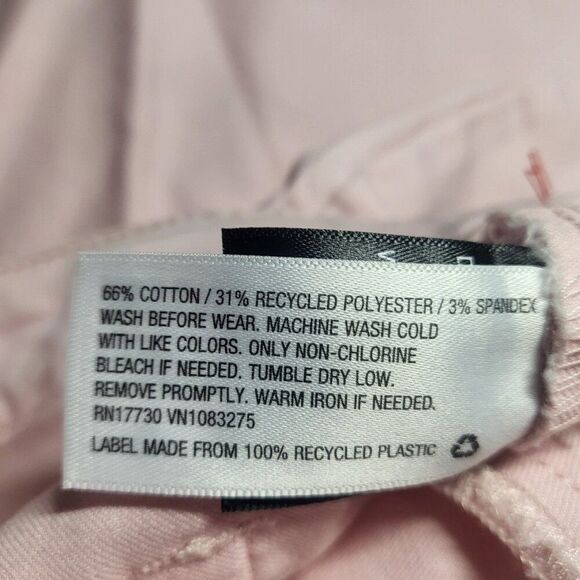 66% COTTON / 31% RECYCLED POLYESTER / 3% SPANDEX
WASH BEFORE WEAR. MACHINE WASH COLD
WITH LIKE COLORS. ONLY NON-CHLORINE
BLEACH IF NEEDED. TUMBLE DRY LOW.
REMOVE PROMPTLY. WARM IRON IF NEEDED.
RN17730 VN1083275
LABEL MADE FROM 100% RECYCLED PLASTIC